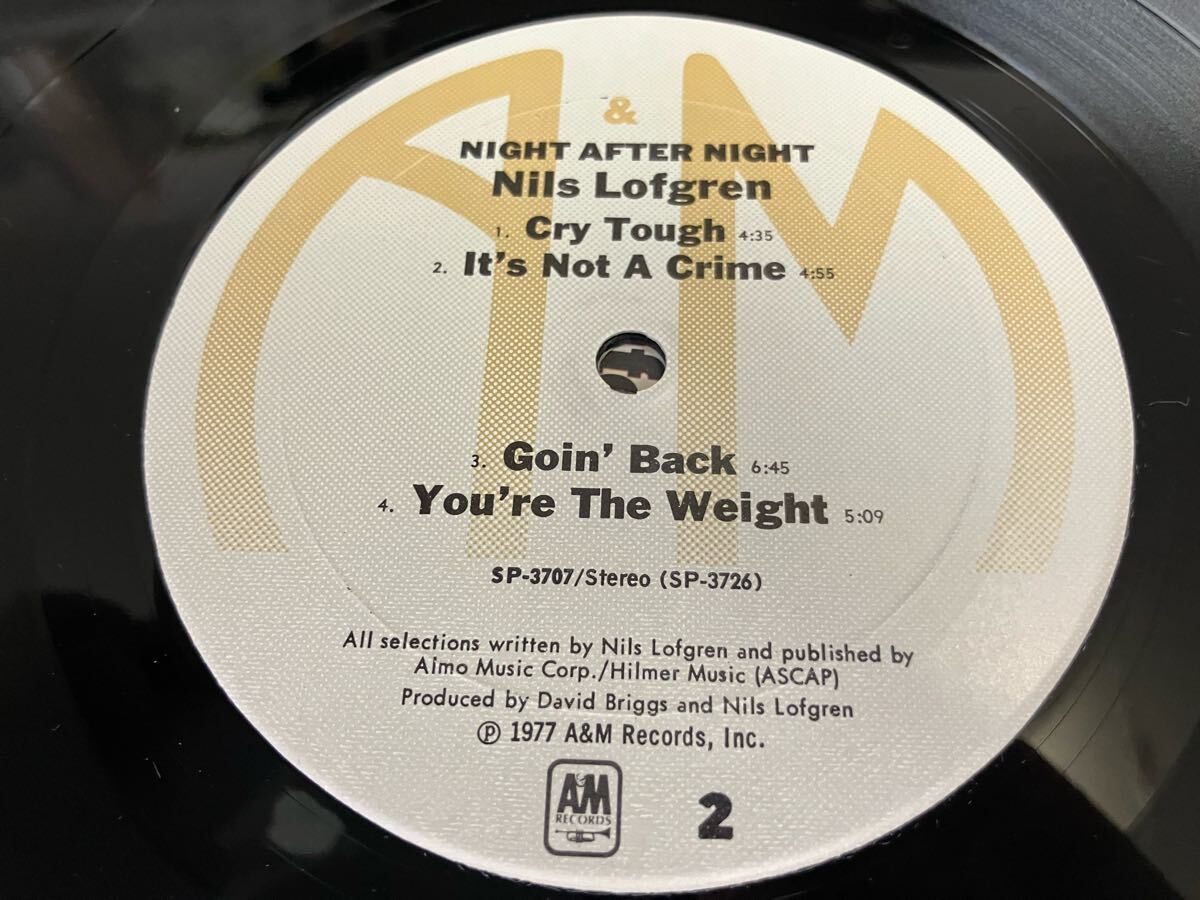 A & M
NIGHT AFTER NIGHT
Nils Lofgren
1. Cry Tough 4:35
2. It's Not A Crime 4:55
3. Goin' Back 6:45
4. You're The Weight 5:09
SP-3707/Stereo (SP-3726)
All selections written by Nils Lofgren and published by
Almo Music Corp./Hilmer Music (ASCAP)
Produced by David Briggs and Nils Lofgren
Ⓟ 1977 A&M Records, Inc.
A&M
RECORDS
2